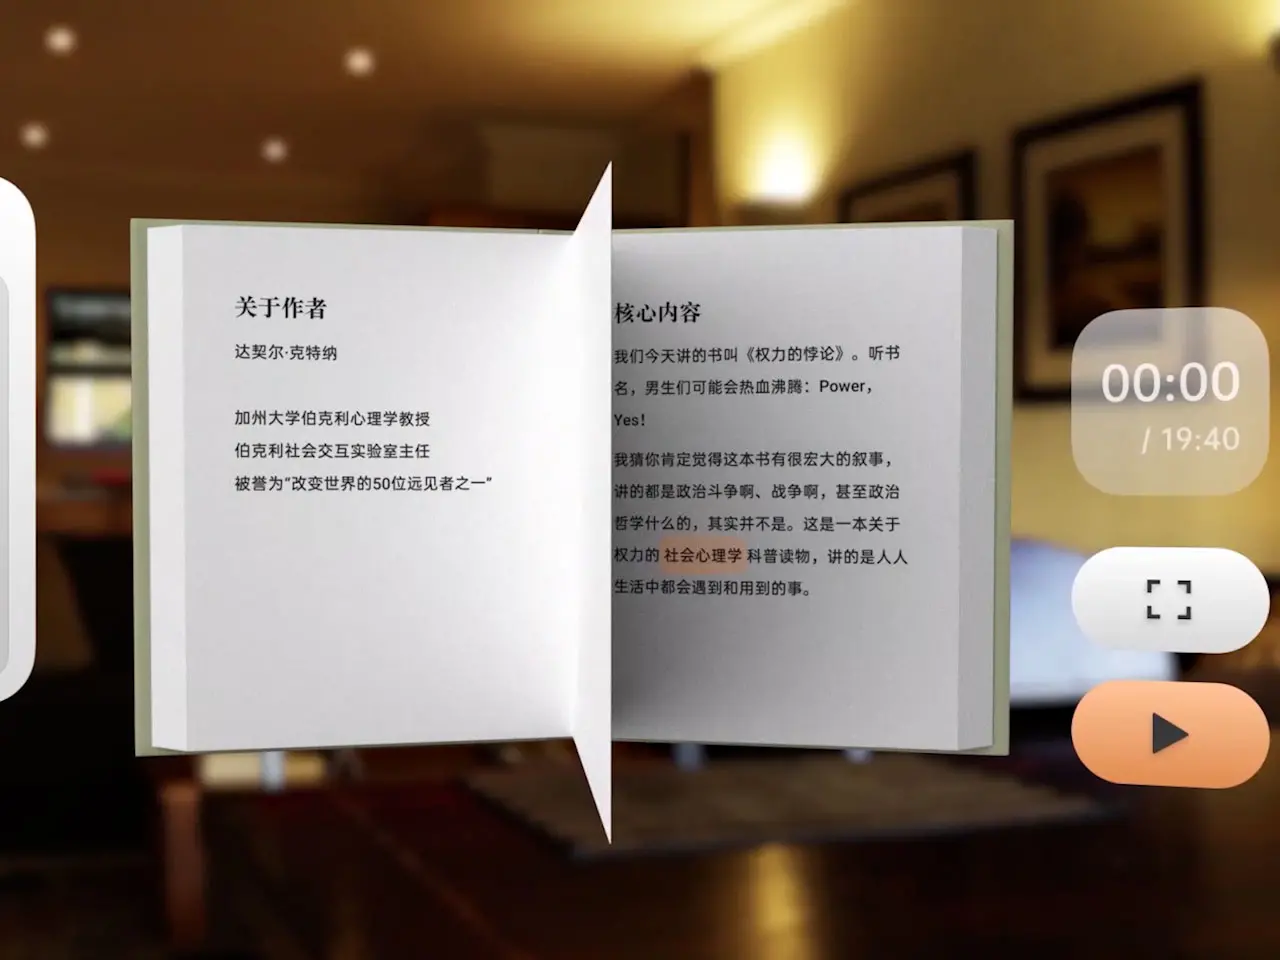 关于作者
达契尔·克特纳
加州大学伯克利心理学教授
伯克利社会交互实验室主任
被誉为“改变世界的50位远见者之一”
核心内容
我们今天讲的书叫《权力的悖论》。听书
名，男生们可能会热血沸腾：Power，
Yes！
我猜你肯定觉得这本书有很宏大的叙事，
讲的都是政治斗争啊、战争啊，甚至政治
哲学什么的，其实并不是。这是一本关于
权力的 社会心理学 科普读物，讲的是人人
生活中都会遇到和用到的事。
00:00
/ 19:40